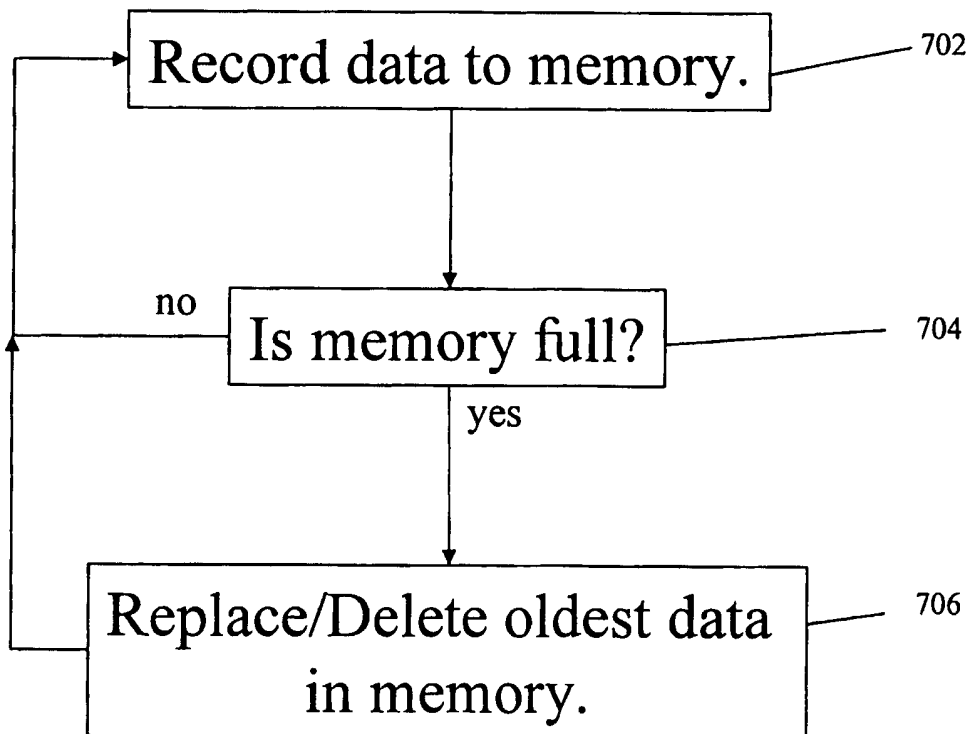 Record data to memory.
702
no
Is memory full?
704
yes
Replace/Delete oldest data
in memory.
706